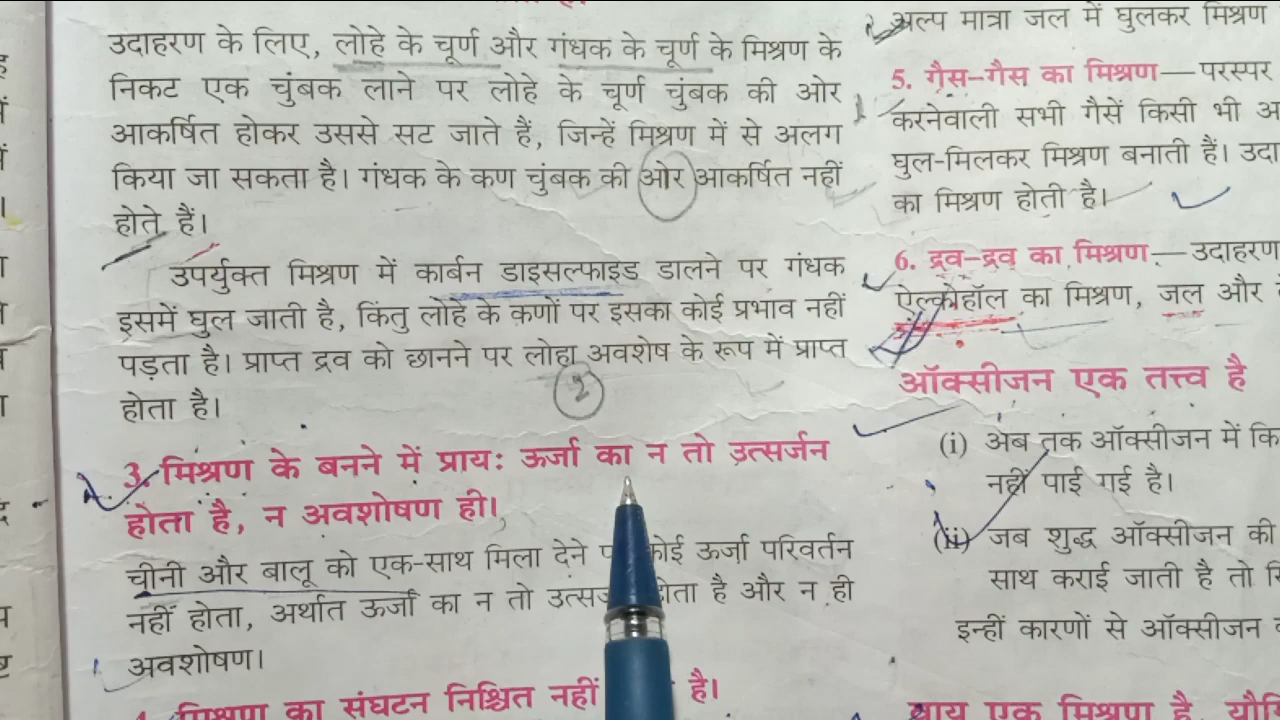 उदाहरण के लिए, लोहे के चूर्ण और गंधक के चूर्ण के मिश्रण के
निकट एक चुंबक लाने पर लोहे के चूर्ण चुंबक की ओर
आकर्षित होकर उससे सट जाते हैं, जिन्हें मिश्रण में से अलग
किया जा सकता है। गंधक के कण चुंबक की ओर आकर्षित नहीं
होते हैं।
उपर्युक्त मिश्रण में कार्बन डाइसल्फाइड डालने पर गंधक
इसमें घुल जाती है, किंतु लोहे के कणों पर इसका कोई प्रभाव नहीं
पड़ता है। प्राप्त द्रव को छानने पर लोहा अवशेष के रूप में प्राप्त
2
होता है।
3. मिश्रण के बनने में प्रायः ऊर्जा का न तो उत्सर्जन
होता है, न अवशोषण ही।
चीनी और बालू को एक-साथ मिला देने कोई ऊर्जा परिवर्तन
नहीं होता, अर्थात ऊर्जा का न तो होता है और न ही
अवशोषण।
मिश्रण का संघटन निश्चित नहीं है।
अल्प मात्रा जल में घुलकर मिश्रण
5. गैस-गैस का मिश्रण—परस्पर
करनेवाली सभी गैसें किसी भी
घुल-मिलकर मिश्रण बनाती हैं।
का मिश्रण होती है।
6. द्रव-द्रव का मिश्रण—उदाहरण
ऐल्कोहॉल का मिश्रण, जल और
ऑक्सीजन एक तत्त्व है
(i) अब तक ऑक्सीजन में
नहीं पाई गई है।
(ii) जब शुद्ध ऑक्सीजन की
साथ कराई जाती है तो
इन्हीं कारणों से ऑक्सीजन
वायु एक मिश्रण है